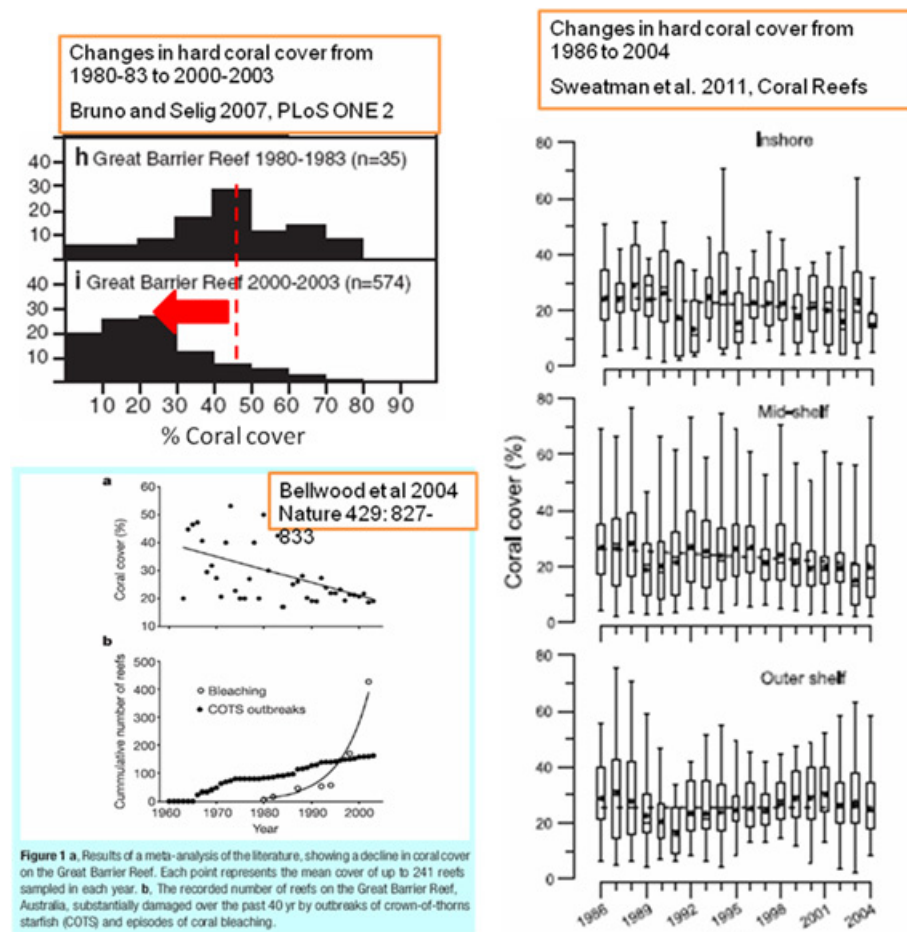 Changes in hard coral cover from
1980-83 to 2000-2003
Bruno and Selig 2007, PLoS ONE 2
h Great Barrier Reef 1980-1983 (n=35)
40
30
20
10
i Great Barrier Reef 2000-2003 (n=574)
40
30
20
10
10 20 30 40 50 60 70 80 90
% Coral cover
a
Bellwood et al 2004
Nature 429: 827-
833
Coral cover (%)
60
50
40
30
20
10
b
Cummulative number of reefs
500
400
300
200
100
0
Bleaching
COTS outbreaks
1960 1970 1980 1990 2000
Year
Figure 1 a, Results of a meta-analysis of the literature, showing a decline in coral cover
on the Great Barrier Reef. Each point represents the mean cover of up to 241 reefs
sampled in each year. b, The recorded number of reefs on the Great Barrier Reef,
Australia, substantially damaged over the past 40 yr by outbreaks of crown-of-thorns
starfish (COTS) and episodes of coral bleaching.
Changes in hard coral cover from
1986 to 2004
Sweatman et al. 2011, Coral Reefs
Inshore
80
60
40
20
0
Mid-shelf
Coral cover (%)
80
60
40
20
0
Outer shelf
80
60
40
20
0
1986 1989 1992 1995 1998 2001 2004